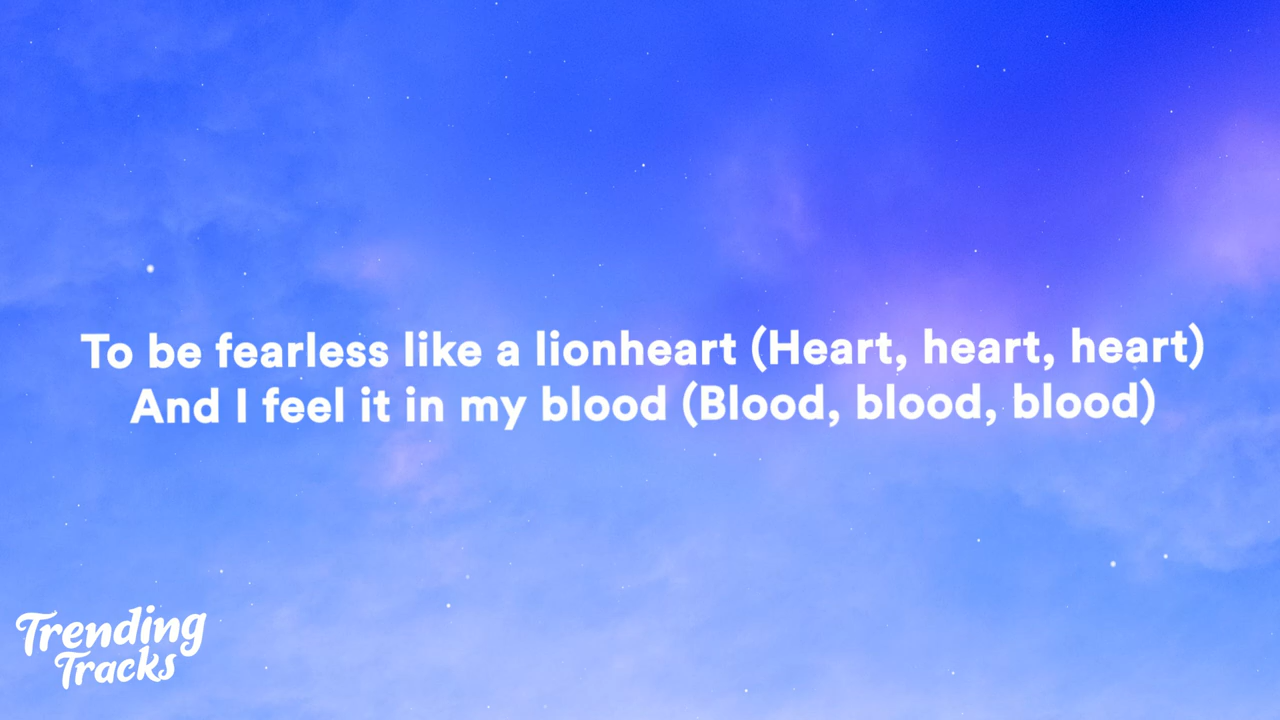 To be fearless like a lionheart (Heart, heart, heart)
And I feel it in my blood (Blood, blood, blood)
Trending
Tracks